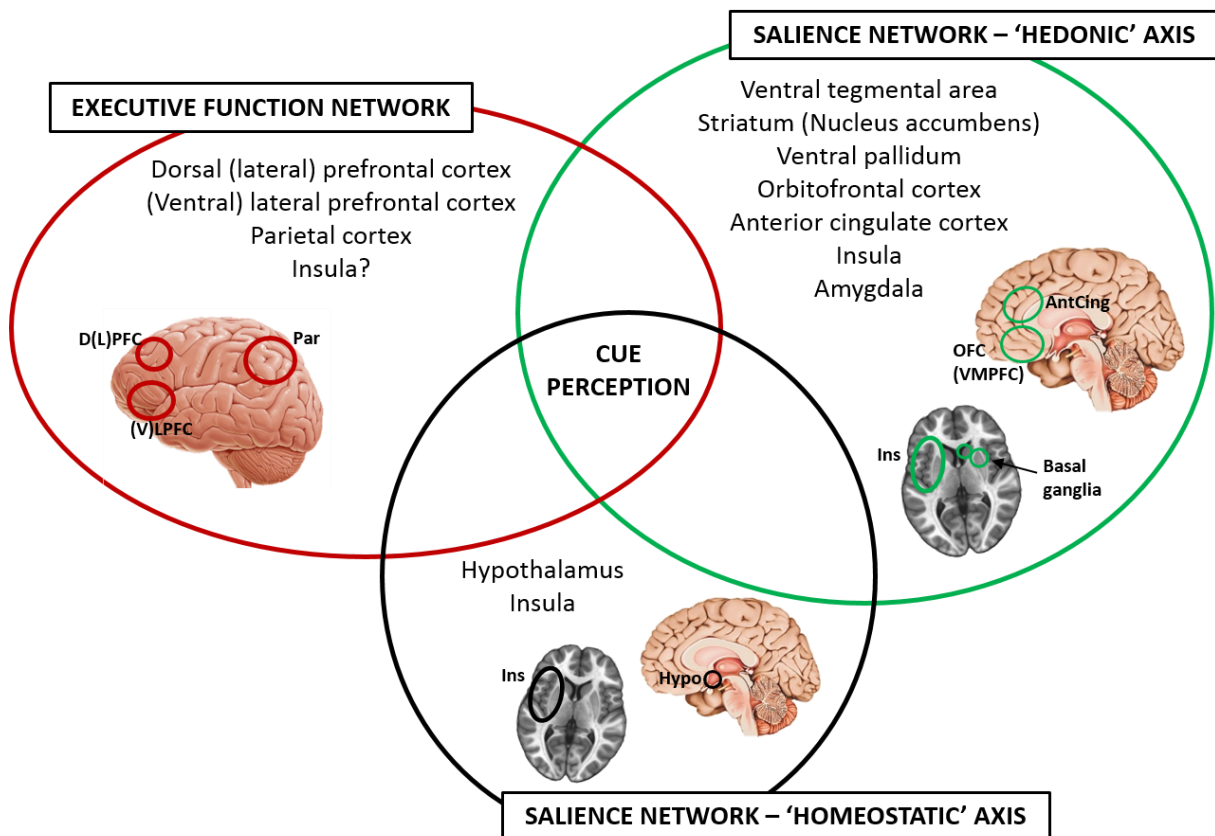 SALIENCE NETWORK – ‘HEDONIC’ AXIS
EXECUTIVE FUNCTION NETWORK
Ventral tegmental area
Striatum (Nucleus accumbens)
Ventral pallidum
Orbitofrontal cortex
Anterior cingulate cortex
Insula
Amygdala
Dorsal (lateral) prefrontal cortex
(Ventral) lateral prefrontal cortex
Parietal cortex
Insula?
D(L)PFC
Par
(V)LPFC
CUE
PERCEPTION
AntCing
OFC
(VMPFC)
Ins
Basal
ganglia
Hypothalamus
Insula
Ins
Hypo
SALIENCE NETWORK – ‘HOMEOSTATIC’ AXIS